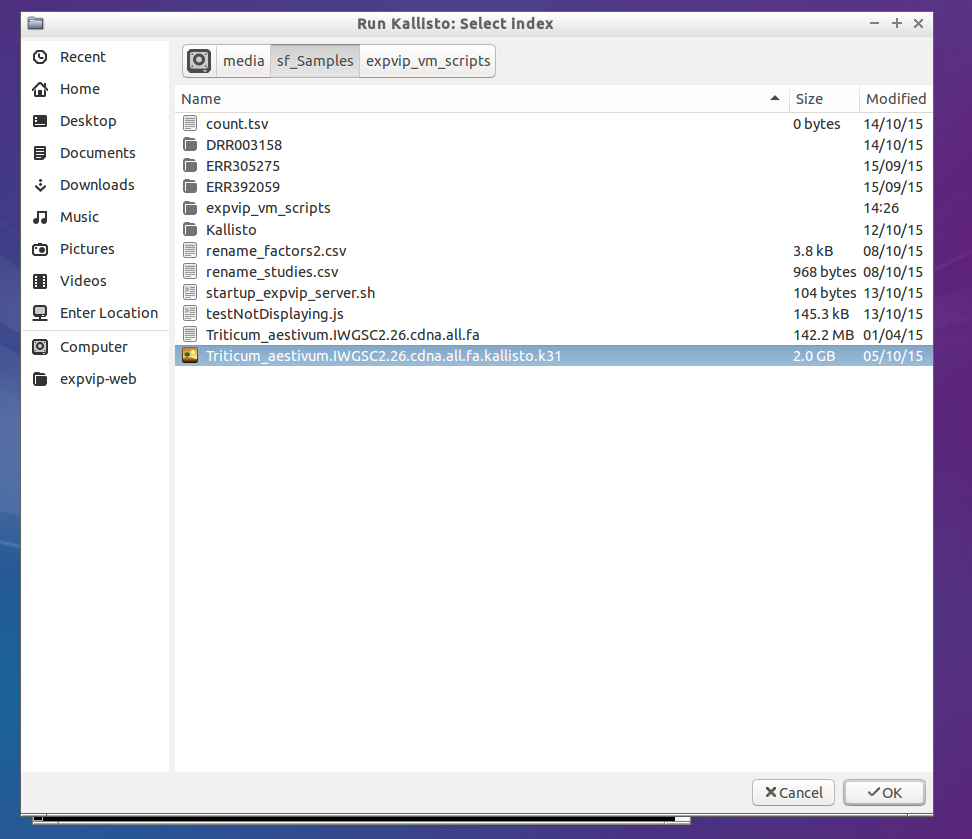 Run Kallisto: Select index
Recent
Home
Desktop
Documents
Downloads
Music
Pictures
Videos
Enter Location
Computer
expvip-web
media sf_Samples expvip_vm_scripts
Name Size Modified
count.tsv 0 bytes 14/10/15
DRR003158 14/10/15
ERR305275 15/09/15
ERR392059 15/09/15
expvip_vm_scripts 14:26
Kallisto 12/10/15
rename_factors2.csv 3.8 kB 08/10/15
rename_studies.csv 968 bytes 08/10/15
startup_expvip_server.sh 104 bytes 13/10/15
testNotDisplaying.js 145.3 kB 13/10/15
Triticum_aestivum.IWGSC2.26.cdna.all.fa 142.2 MB 01/04/15
Triticum_aestivum.IWGSC2.26.cdna.all.fa.kallisto.k31 2.0 GB 05/10/15
Cancel OK